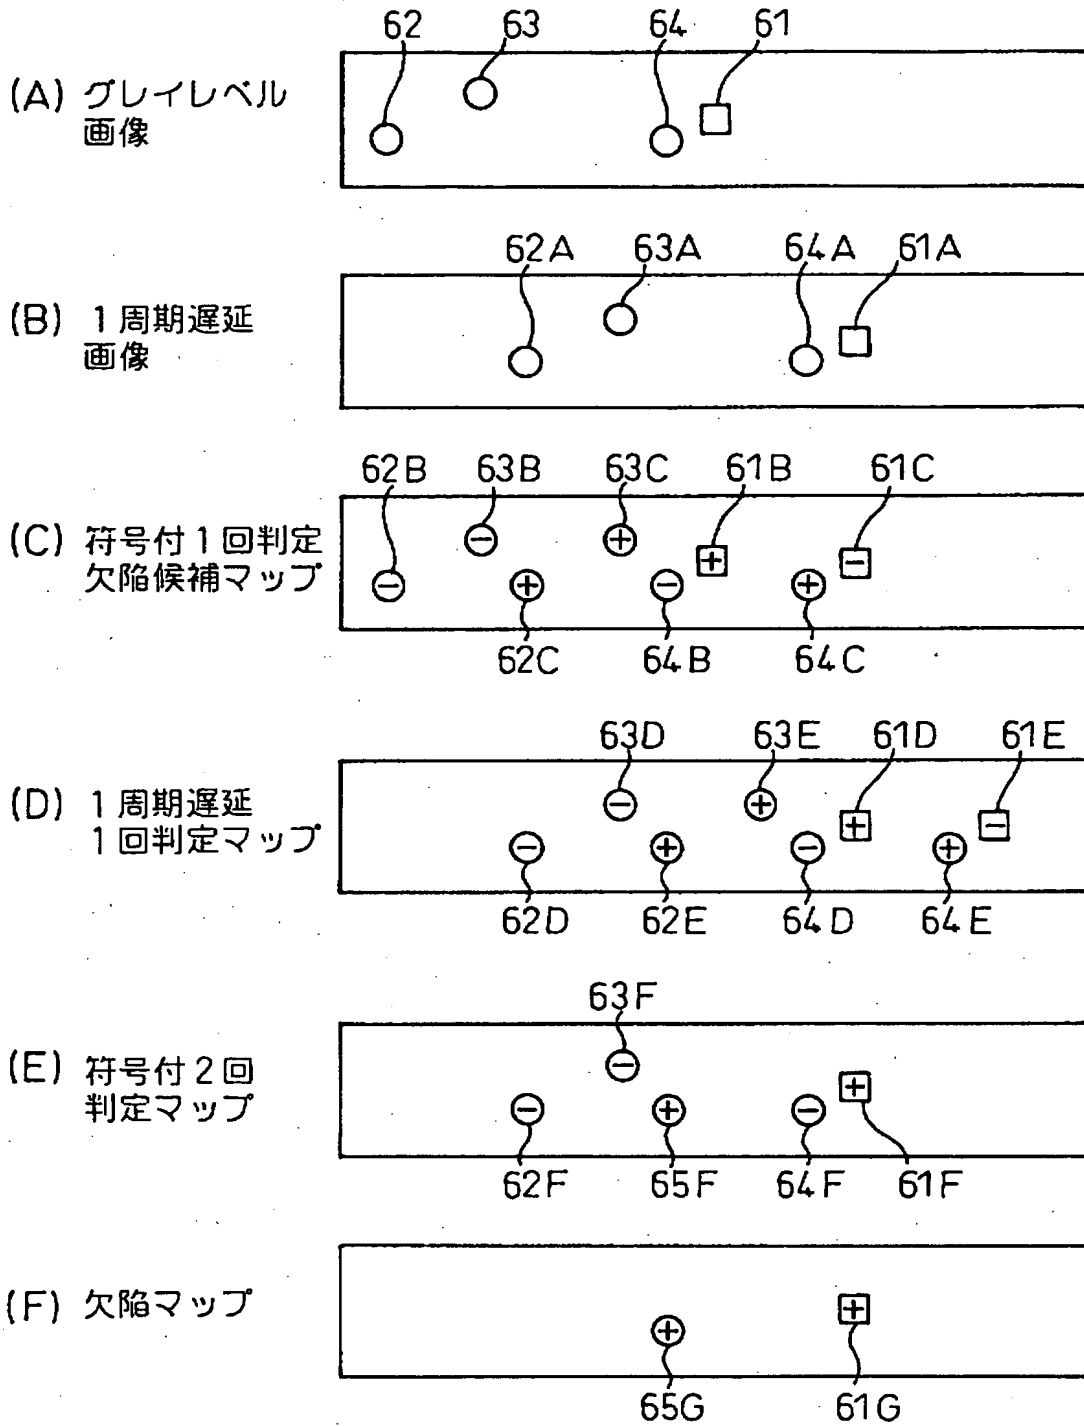 62 63 64 61
(A) グレイレベル
画像
62A 63A 64A 61A
(B) 1周期遅延
画像
62B 63B 63C 61B 61C
(C) 符号付1回判定
欠陥候補マップ
62C 64B 64C
63D 63E 61D 61E
(D) 1周期遅延
1回判定マップ
62D 62E 64D 64E
63F
(E) 符号付2回
判定マップ
62F 65F 64F 61F
(F) 欠陥マップ
65G 61G